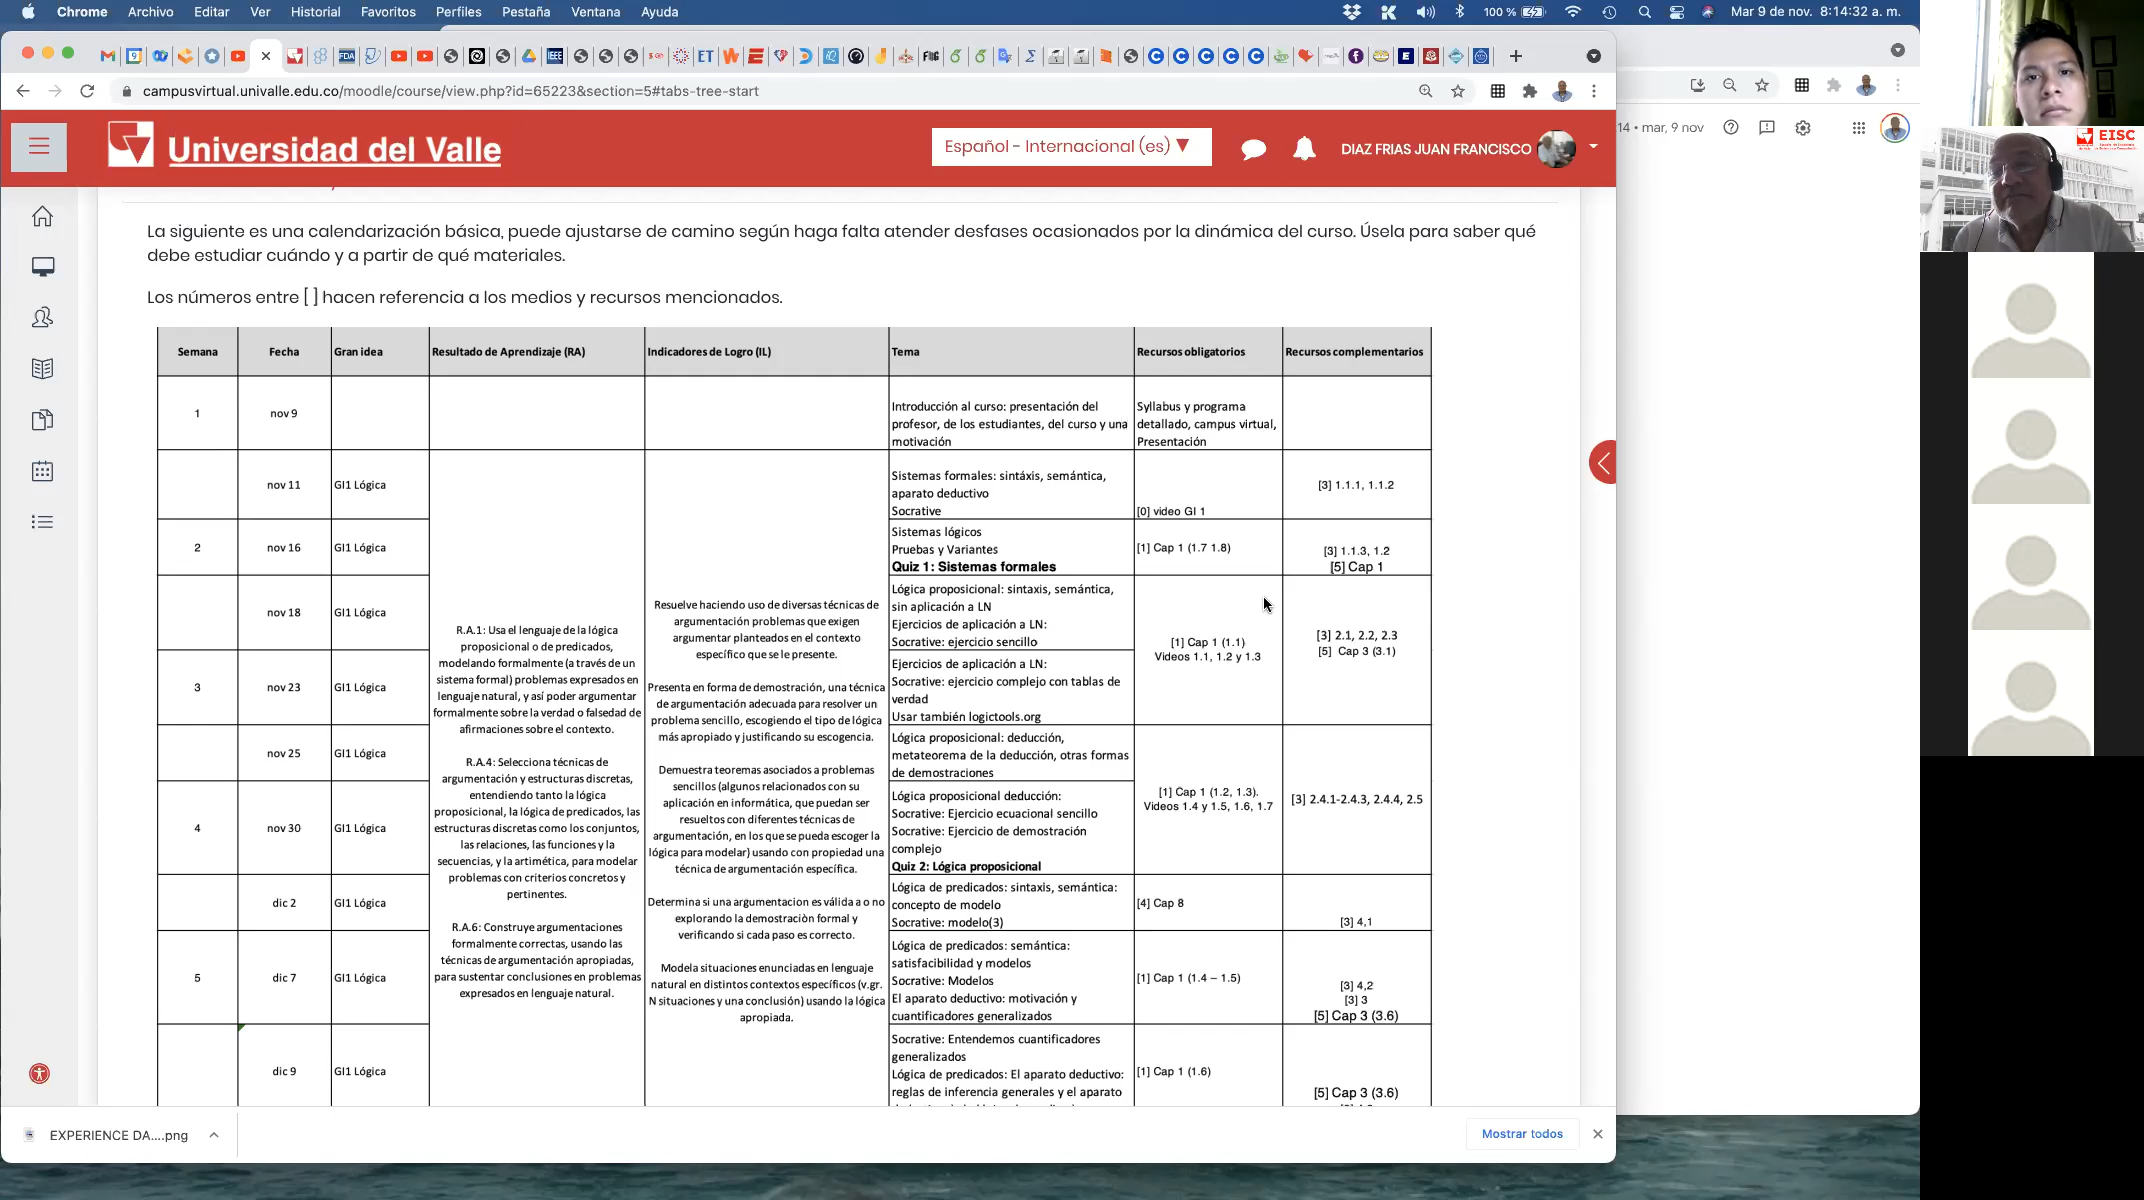 Chrome Archivo Editar Ver Historial Favoritos Perfiles Pestaña Ventana Ayuda
100 % Mar 9 de nov. 8:14:32 a. m.
campusvirtual.univalle.edu.co/moodle/course/view.php?id=65223&section=5#tabs-tree-start
14 • mar, 9 nov
EISC
Universidad del Valle
Español - Internacional (es)
DIAZ FRIAS JUAN FRANCISCO
La siguiente es una calendarización básica, puede ajustarse de camino según haga falta atender desfases ocasionados por la dinámica del curso. Úsela para saber qué
debe estudiar cuándo y a partir de qué materiales.
Los números entre [ ] hacen referencia a los medios y recursos mencionados.
Semana Fecha Gran idea Resultado de Aprendizaje (RA) Indicadores de Logro (IL) Tema Recursos obligatorios Recursos complementarios
1 nov 9
Introducción al curso: presentación del
profesor, de los estudiantes, del curso y una
motivación
Syllabus y programa
detallado, campus virtual,
Presentación
nov 11 GI1 Lógica
R.A.1: Usa el lenguaje de la lógica
proposicional o de predicados,
modelando formalmente (a través de un
sistema formal) problemas expresados en
lenguaje natural, y así poder argumentar
formalmente sobre la verdad o falsedad de
afirmaciones sobre el contexto.
R.A.4: Selecciona técnicas de
argumentación y estructuras discretas,
entendiendo tanto la lógica
proposicional, la lógica de predicados, las
estructuras discretas como los conjuntos,
las relaciones, las funciones y la
secuencias, y la artimética, para modelar
problemas con criterios concretos y
pertinentes.
R.A.6: Construye argumentaciones
formalmente correctas, usando las
técnicas de argumentación apropiadas,
para sustentar conclusiones en problemas
expresados en lenguaje natural.
Resuelve haciendo uso de diversas técnicas de
argumentación problemas que exigen
argumentar planteados en el contexto
específico que se le presente.
Presenta en forma de demostración, una técnica
de argumentación adecuada para resolver un
problema sencillo, escogiendo el tipo de lógica
más apropiado y justificando su escogencia.
Demuestra teoremas asociados a problemas
sencillos (algunos relacionados con su
aplicación en informática, que puedan ser
resueltos con diferentes técnicas de
argumentación, en los que se pueda escoger la
lógica para modelar) usando con propiedad una
técnica de argumentación específica.
Determina si una argumentacion es válida a o no
explorando la demostraciòn formal y
verificando si cada paso es correcto.
Modela situaciones enunciadas en lenguaje
natural en distintos contextos específicos (v.gr.
N situaciones y una conclusión) usando la lógica
apropiada.
Sistemas formales: sintáxis, semántica,
aparato deductivo
Socrative
[0] video GI 1
[3] 1.1.1, 1.1.2
2 nov 16 GI1 Lógica
Sistemas lógicos
Pruebas y Variantes
Quiz 1: Sistemas formales
[1] Cap 1 (1.7 1.8)
[3] 1.1.3, 1.2
[5] Cap 1
nov 18 GI1 Lógica
Lógica proposicional: sintaxis, semántica,
sin aplicación a LN
Ejercicios de aplicación a LN:
Socrative: ejercicio sencillo
[1] Cap 1 (1.1)
Videos 1.1, 1.2 y 1.3
[3] 2.1, 2.2, 2.3
[5] Cap 3 (3.1)
3 nov 23 GI1 Lógica
Ejercicios de aplicación a LN:
Socrative: ejercicio complejo con tablas de
verdad
Usar también logictools.org
nov 25 GI1 Lógica
Lógica proposicional: deducción,
metateorema de la deducción, otras formas
de demostraciones
[1] Cap 1 (1.2, 1.3).
Videos 1.4 y 1.5, 1.6, 1.7
[3] 2.4.1-2.4.3, 2.4.4, 2.5
4 nov 30 GI1 Lógica
Lógica proposicional deducción:
Socrative: Ejercicio ecuacional sencillo
Socrative: Ejercicio de demostración
complejo
Quiz 2: Lógica proposicional
dic 2 GI1 Lógica
Lógica de predicados: sintaxis, semántica:
concepto de modelo
Socrative: modelo(3)
[4] Cap 8
[3] 4,1
5 dic 7 GI1 Lógica
Lógica de predicados: semántica:
satisfacibilidad y modelos
Socrative: Modelos
El aparato deductivo: motivación y
cuantificadores generalizados
[1] Cap 1 (1.4 – 1.5)
[3] 4,2
[3] 3
[5] Cap 3 (3.6)
dic 9 GI1 Lógica
Socrative: Entendemos cuantificadores
generalizados
Lógica de predicados: El aparato deductivo:
reglas de inferencia generales y el aparato
[1] Cap 1 (1.6)
[5] Cap 3 (3.6)
EXPERIENCE DA....png
Mostrar todos